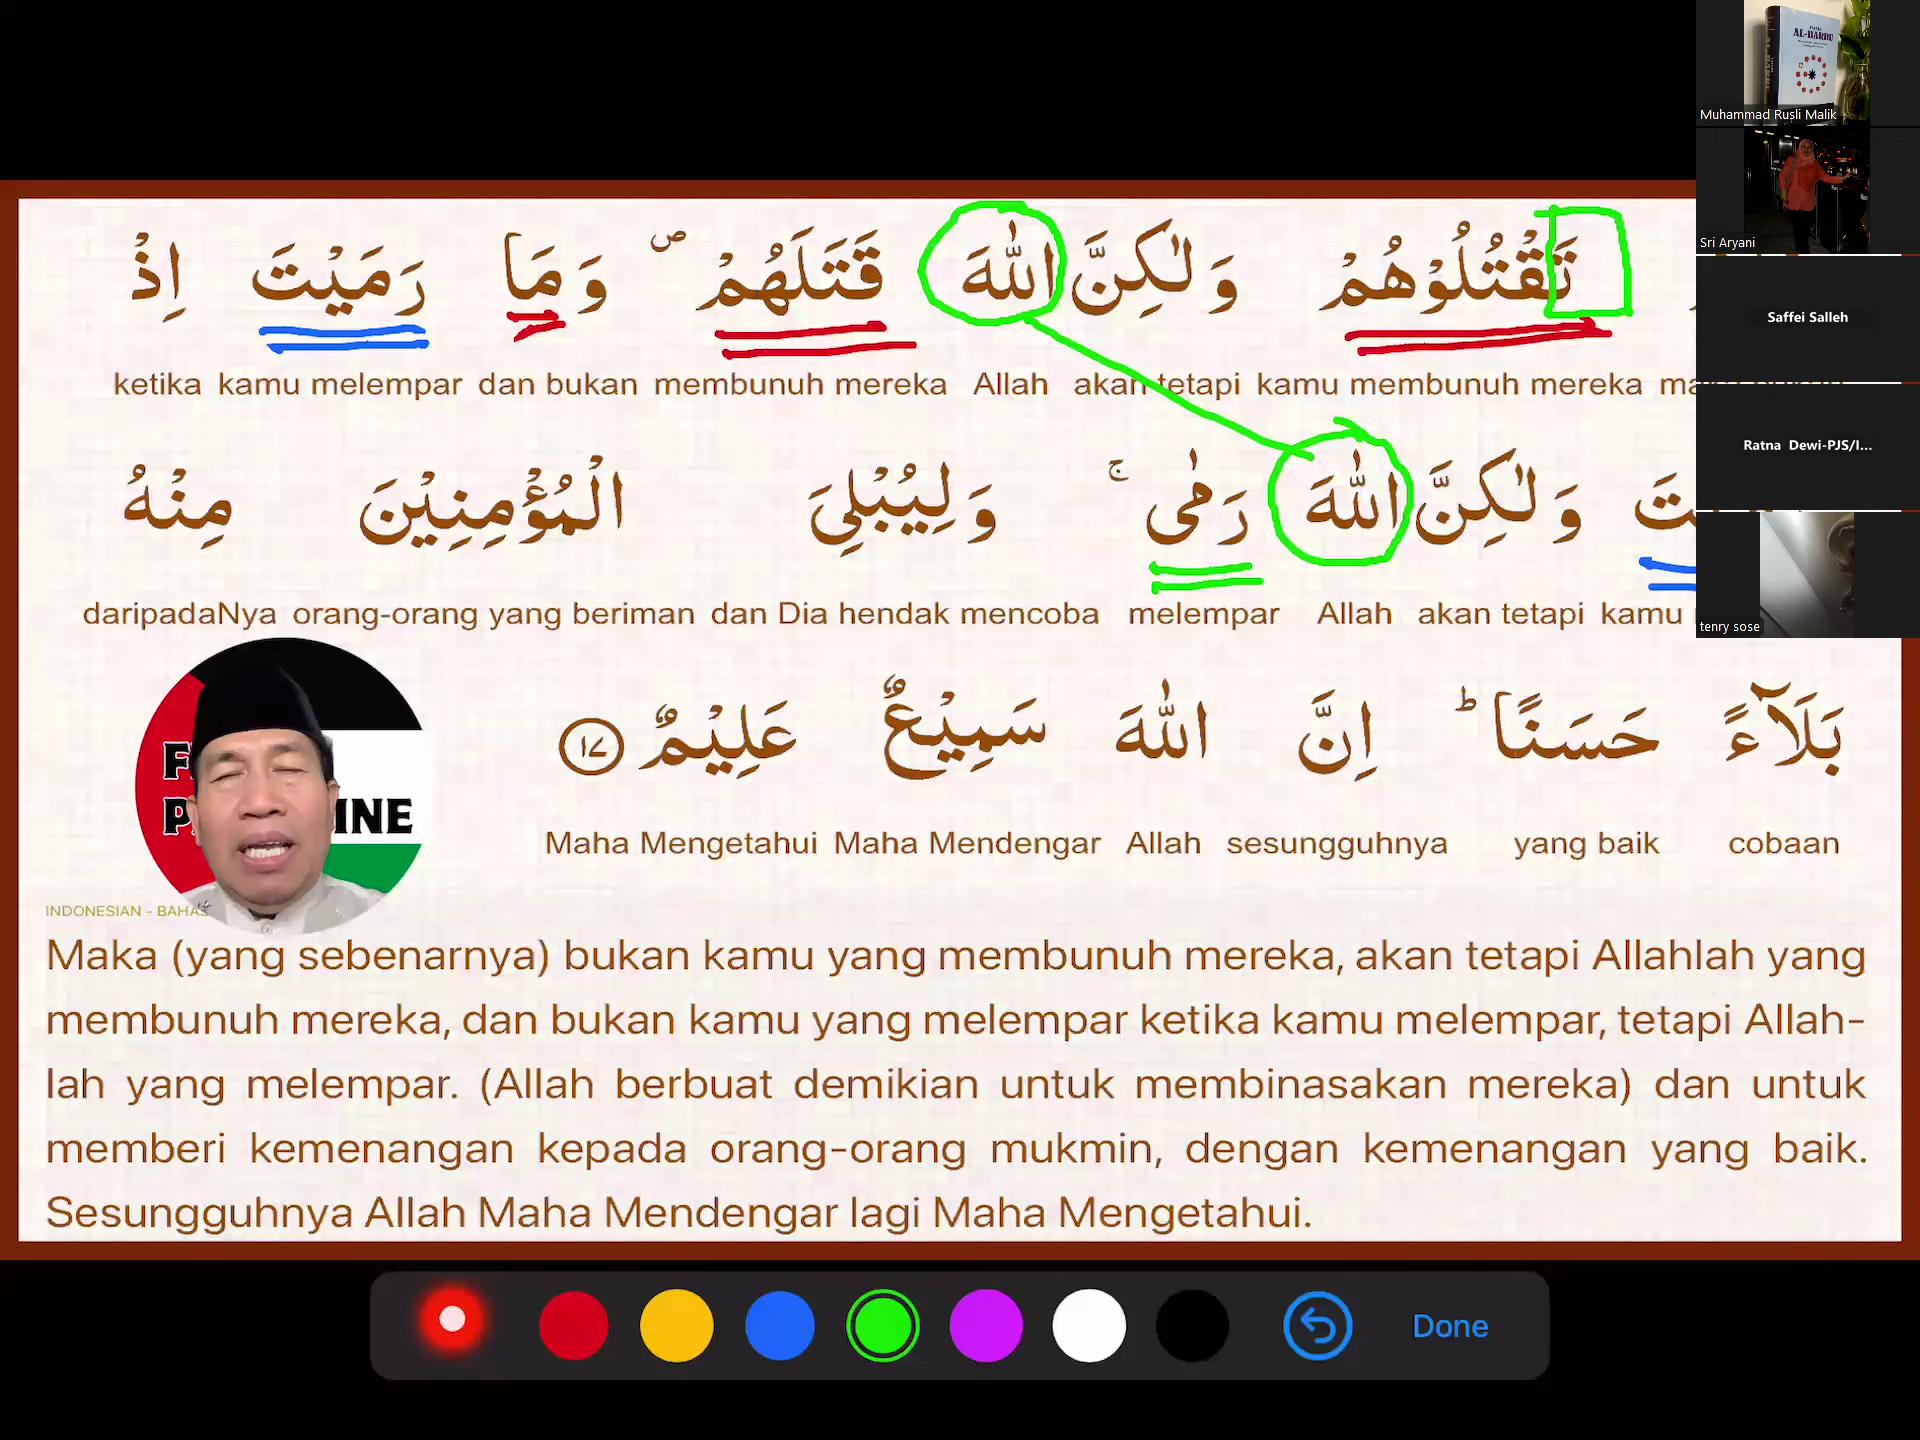 تَقْتُلُوْهُمْ وَلٰكِنَّ اللّٰهَ قَتَلَهُمْ ۖ وَمَا رَمَيْتَ اِذْ
ketika kamu melempar dan bukan membunuh mereka Allah akan tetapi kamu membunuh mereka
وَلٰكِنَّ اللّٰهَ رَمٰى ۚ وَلِيُبْلِيَ الْمُؤْمِنِيْنَ مِنْهُ
daripadaNya orang-orang yang beriman dan Dia hendak mencoba melempar Allah akan tetapi kamu
بَلَاۤءً حَسَنًا ۗ اِنَّ اللّٰهَ سَمِيْعٌ عَلِيْمٌ ١٧
Maha Mengetahui Maha Mendengar Allah sesungguhnya yang baik cobaan
INDONESIAN - BAHAS
Maka (yang sebenarnya) bukan kamu yang membunuh mereka, akan tetapi Allahlah yang
membunuh mereka, dan bukan kamu yang melempar ketika kamu melempar, tetapi Allah-
lah yang melempar. (Allah berbuat demikian untuk membinasakan mereka) dan untuk
memberi kemenangan kepada orang-orang mukmin, dengan kemenangan yang baik.
Sesungguhnya Allah Maha Mendengar lagi Maha Mengetahui.
Done
AL-BARRU
Muhammad Rusli Malik
Sri Aryani
Saffei Salleh
Ratna Dewi-PJS/I...
tenry sose